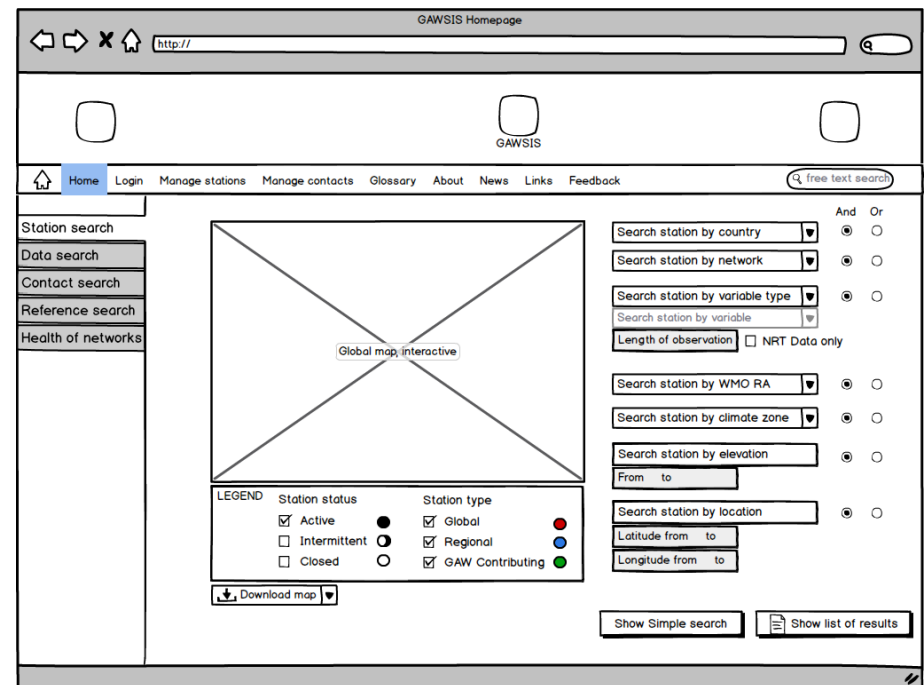 GAWSIS Homepage
http://
GAWSIS
Home Login Manage stations Manage contacts Glossary About News Links Feedback free text search
Station search
Data search
Contact search
Reference search
Health of networks
Global map, interactive
LEGEND Station status Station type
Active Global
Intermittent Regional
Closed GAW Contributing
Download map
And Or
Search station by country
Search station by network
Search station by variable type
Search station by variable
Length of observation NRT Data only
Search station by WMO RA
Search station by climate zone
Search station by elevation
From to
Search station by location
Latitude from to
Longitude from to
Show Simple search Show list of results